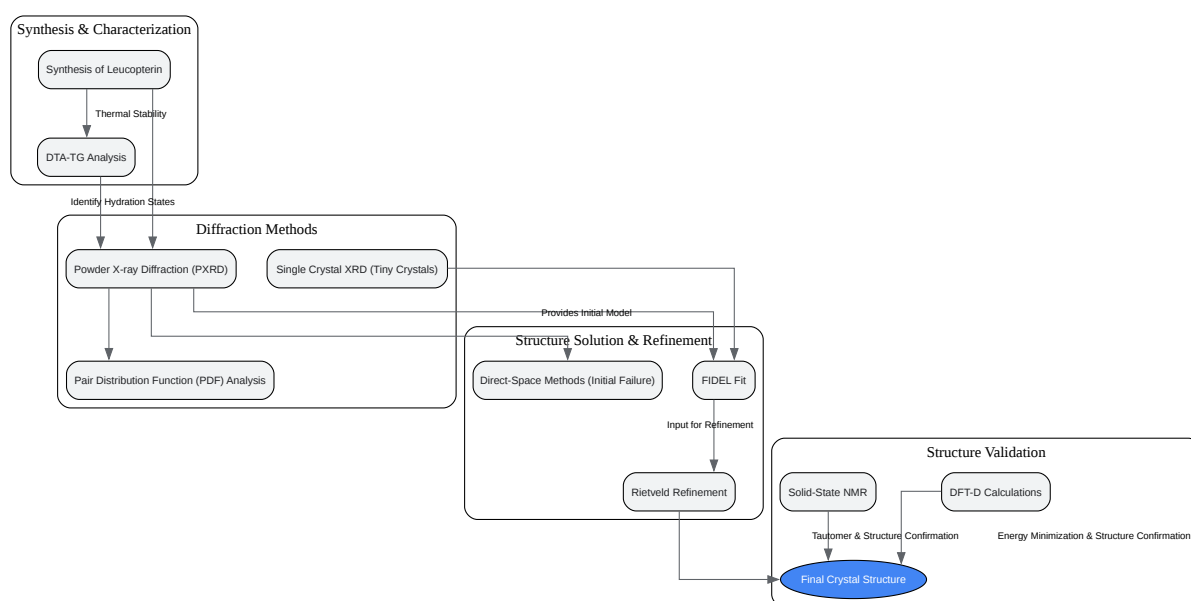 Synthesis & Characterization
Synthesis of Leucopterin
Thermal Stability
DTA-TG Analysis
Identify Hydration States
Diffraction Methods
Powder X-ray Diffraction (PXRD)
Single Crystal XRD (Tiny Crystals)
Provides Initial Model
Structure Solution & Refinement
Pair Distribution Function (PDF) Analysis
Direct-Space Methods (Initial Failure)
FIDEL Fit
Input for Refinement
Structure Validation
Rietveld Refinement
Solid-State NMR
DFT-D Calculations
Tautomer & Structure Confirmation
Energy Minimization & Structure Confirmation
Final Crystal Structure